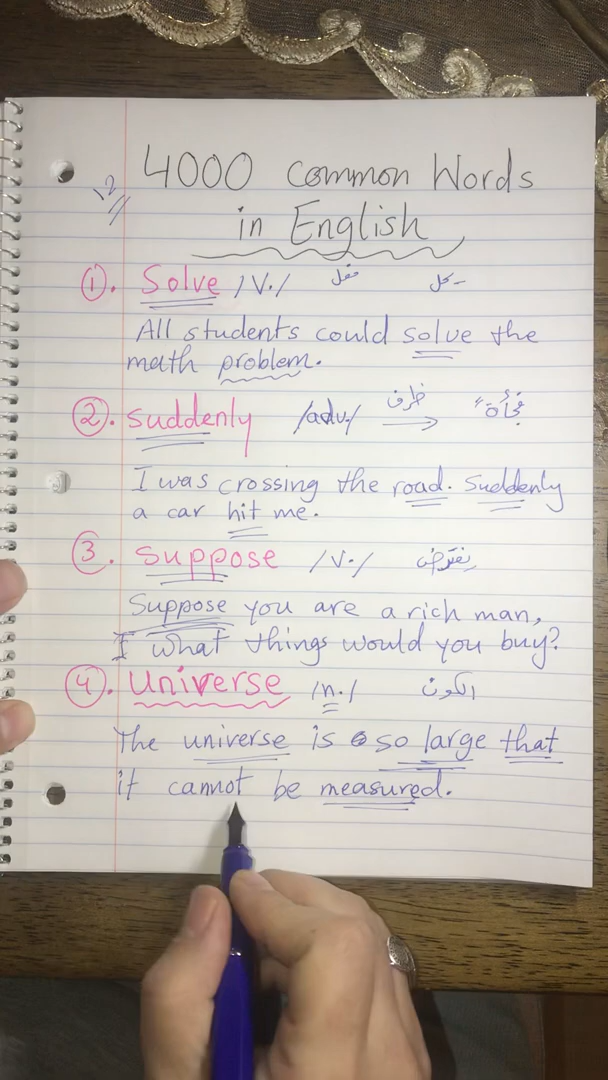 4000 Common Words
in English
12
1. Solve /v./ فعل يحل
All students could solve the
math problem.
2. suddenly /adv./ ظرف → فجأة
I was crossing the road. Suddenly
a car hit me.
3. suppose /v./ يفترض
Suppose you are a rich man,
I what things would you buy?
4. Universe /n./ الكون
The universe is so large that
it cannot be measured.